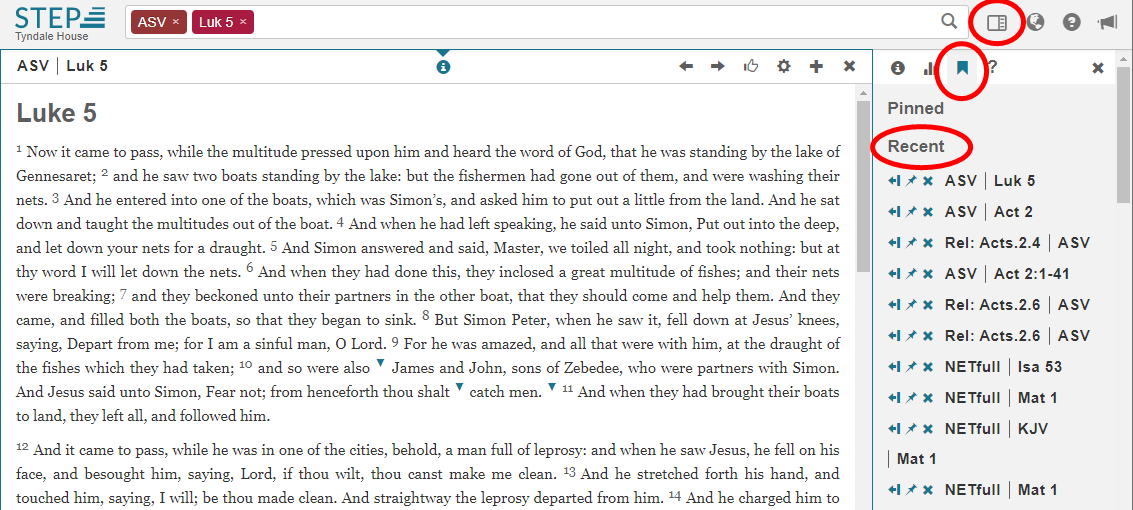 STEP
Tyndale House
ASV × Luk 5 ×
ASV | Luk 5
Luke 5
1 Now it came to pass, while the multitude pressed upon him and heard the word of God, that he was standing by the lake of
Gennesaret; 2 and he saw two boats standing by the lake: but the fishermen had gone out of them, and were washing their
nets. 3 And he entered into one of the boats, which was Simon’s, and asked him to put out a little from the land. And he sat
down and taught the multitudes out of the boat. 4 And when he had left speaking, he said unto Simon, Put out into the deep,
and let down your nets for a draught. 5 And Simon answered and said, Master, we toiled all night, and took nothing: but at
thy word I will let down the nets. 6 And when they had done this, they inclosed a great multitude of fishes; and their nets
were breaking; 7 and they beckoned unto their partners in the other boat, that they should come and help them. And they
came, and filled both the boats, so that they began to sink. 8 But Simon Peter, when he saw it, fell down at Jesus’ knees,
saying, Depart from me; for I am a sinful man, O Lord. 9 For he was amazed, and all that were with him, at the draught of
the fishes which they had taken; 10 and so were also ▼ James and John, sons of Zebedee, who were partners with Simon.
And Jesus said unto Simon, Fear not; from henceforth thou shalt ▼ catch men. ▼ 11 And when they had brought their boats
to land, they left all, and followed him.
12 And it came to pass, while he was in one of the cities, behold, a man full of leprosy: and when he saw Jesus, he fell on his
face, and besought him, saying, Lord, if thou wilt, thou canst make me clean. 13 And he stretched forth his hand, and
touched him, saying, I will; be thou made clean. And straightway the leprosy departed from him. 14 And he charged him to
?
Pinned
Recent
ASV | Luk 5
ASV | Act 2
Rel: Acts.2.4 | ASV
ASV | Act 2:1-41
Rel: Acts.2.6 | ASV
Rel: Acts.2.6 | ASV
NETfull | Isa 53
NETfull | Mat 1
NETfull | KJV
| Mat 1
NETfull | Mat 1